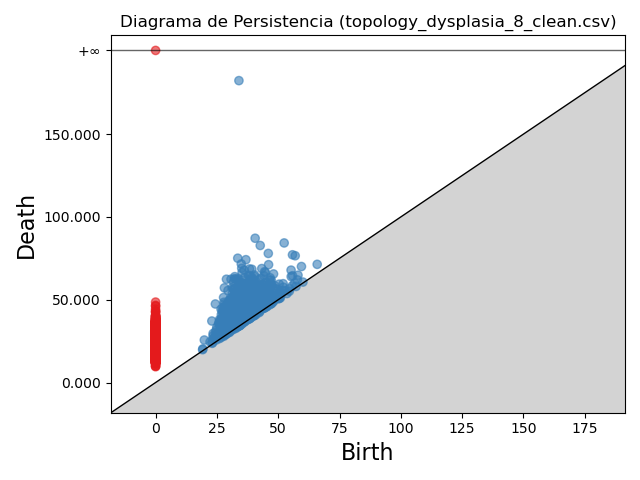 Diagrama de Persistencia (topology_dysplasia_8_clean.csv)
+∞
150.000
100.000
50.000
0.000
Death
0 25 50 75 100 125 150 175
Birth